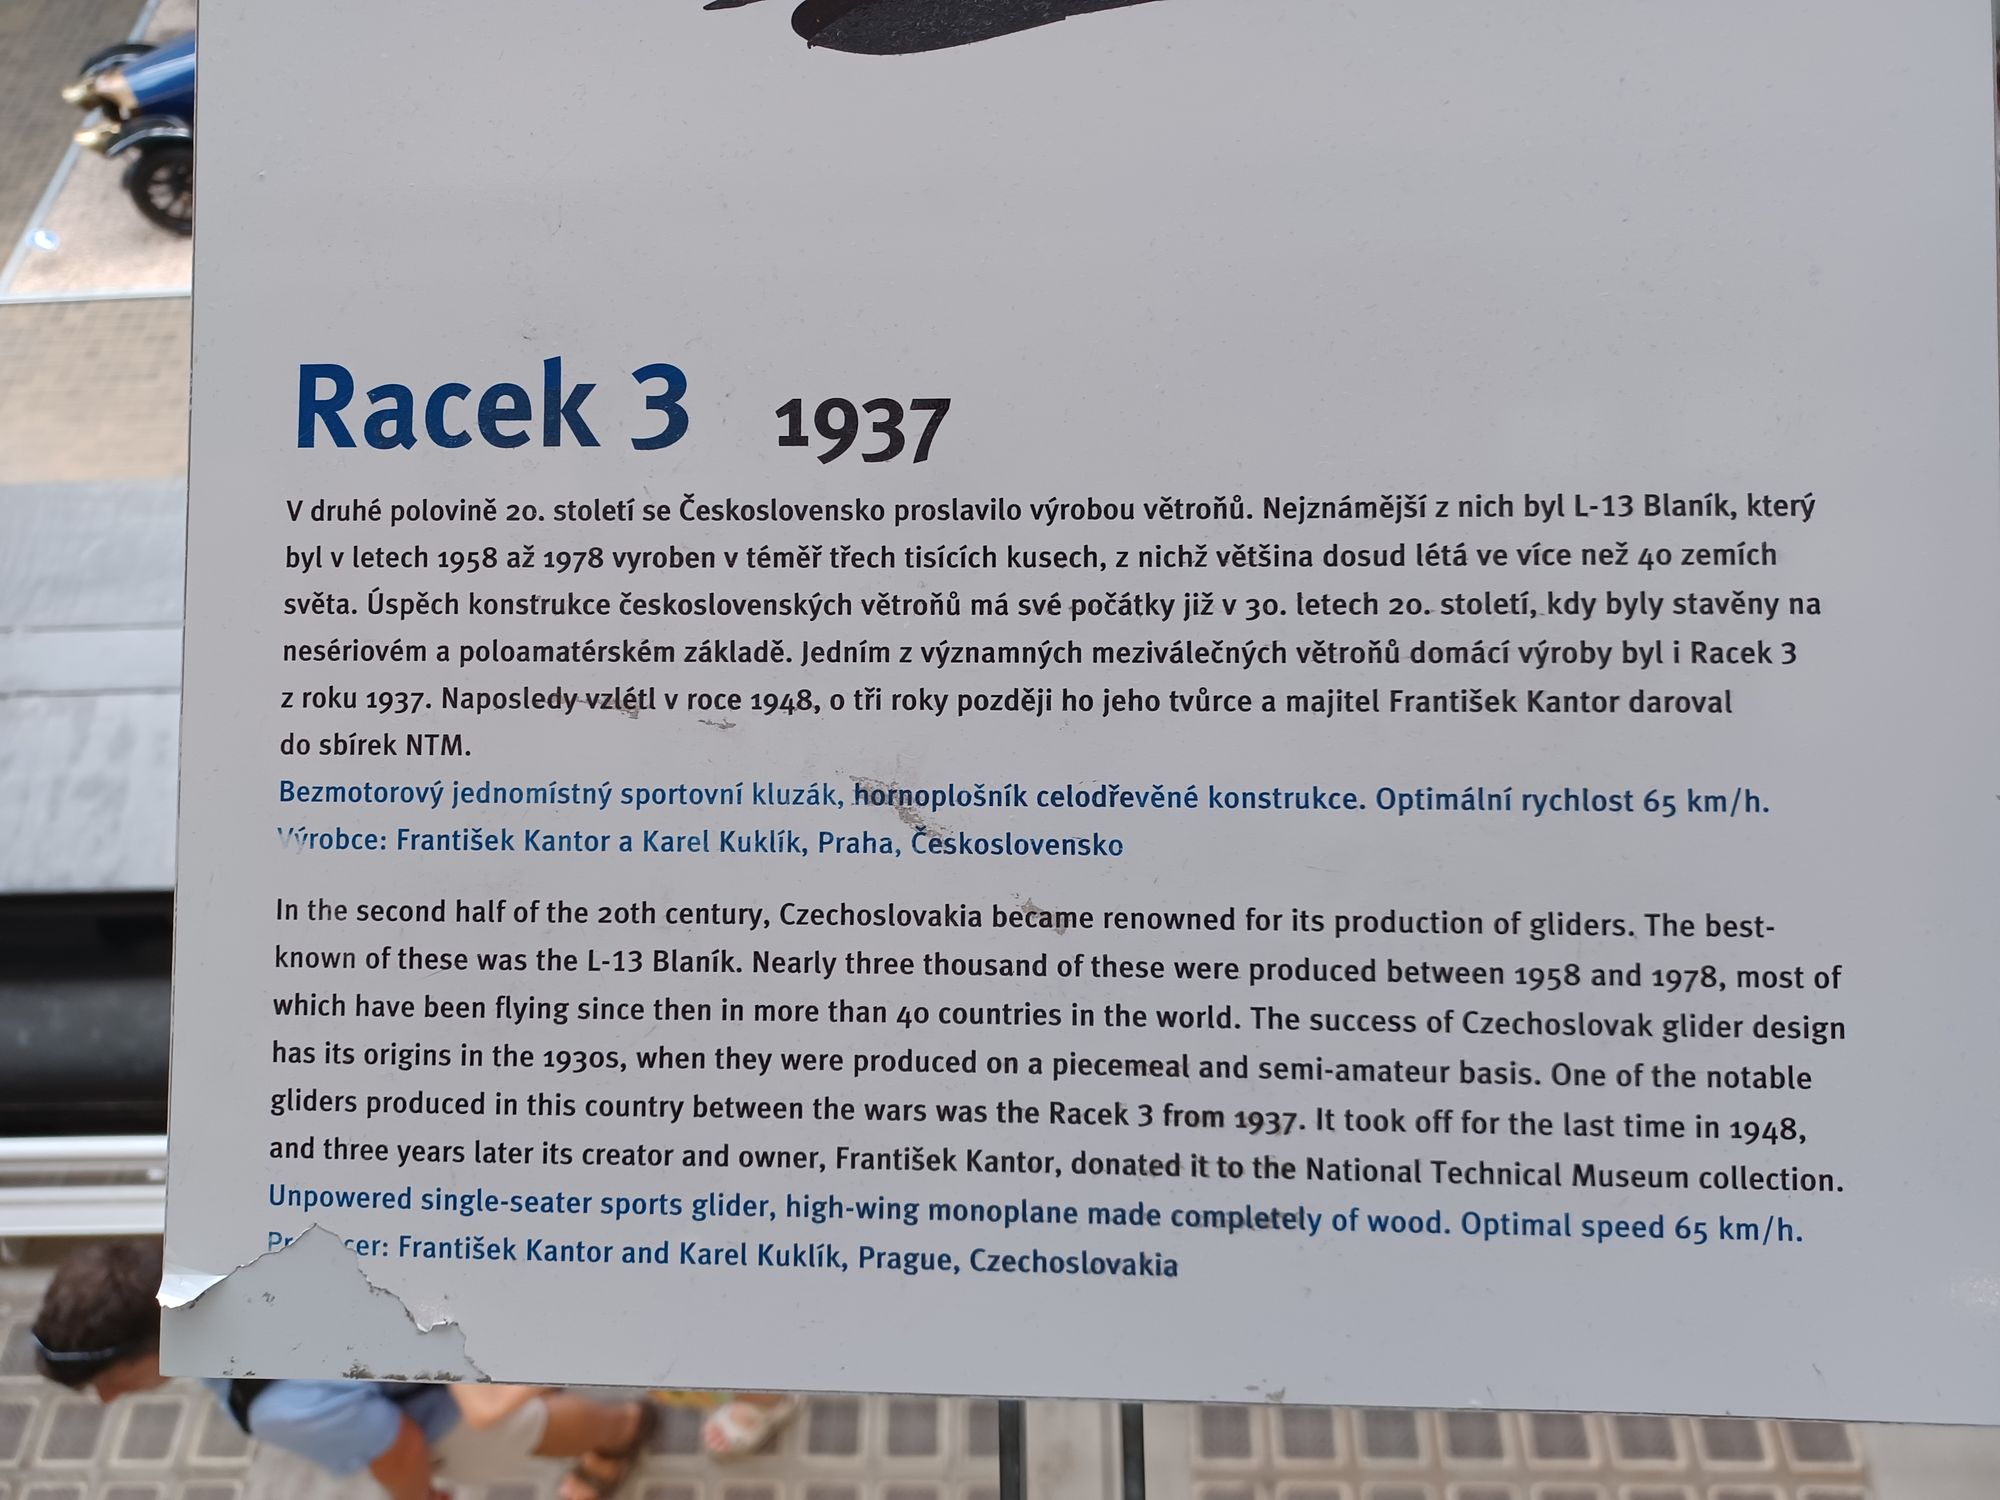 Racek 3 1937
V druhé polovině 20. století se Československo proslavilo výrobou větroňů. Nejznámější z nich byl L-13 Blaník, který
byl v letech 1958 až 1978 vyroben v téměř třech tisících kusech, z nichž většina dosud létá ve více než 40 zemích
světa. Úspěch konstrukce československých větroňů má své počátky již v 30. letech 20. století, kdy byly stavěny na
nesériovém a poloamatérském základě. Jedním z významných meziválečných větroňů domácí výroby byl i Racek 3
z roku 1937. Naposledy vzlétl v roce 1948, o tři roky později ho jeho tvůrce a majitel František Kantor daroval
do sbírek NTM.
Bezmotorový jednomístný sportovní kluzák, hornoplošník celodřevěné konstrukce. Optimální rychlost 65 km/h.
Výrobce: František Kantor a Karel Kuklík, Praha, Československo
In the second half of the 20th century, Czechoslovakia became renowned for its production of gliders. The best-
known of these was the L-13 Blaník. Nearly three thousand of these were produced between 1958 and 1978, most of
which have been flying since then in more than 40 countries in the world. The success of Czechoslovak glider design
has its origins in the 1930s, when they were produced on a piecemeal and semi-amateur basis. One of the notable
gliders produced in this country between the wars was the Racek 3 from 1937. It took off for the last time in 1948,
and three years later its creator and owner, František Kantor, donated it to the National Technical Museum collection.
Unpowered single-seater sports glider, high-wing monoplane made completely of wood. Optimal speed 65 km/h.
František Kantor and Karel Kuklík, Prague, Czechoslovakia